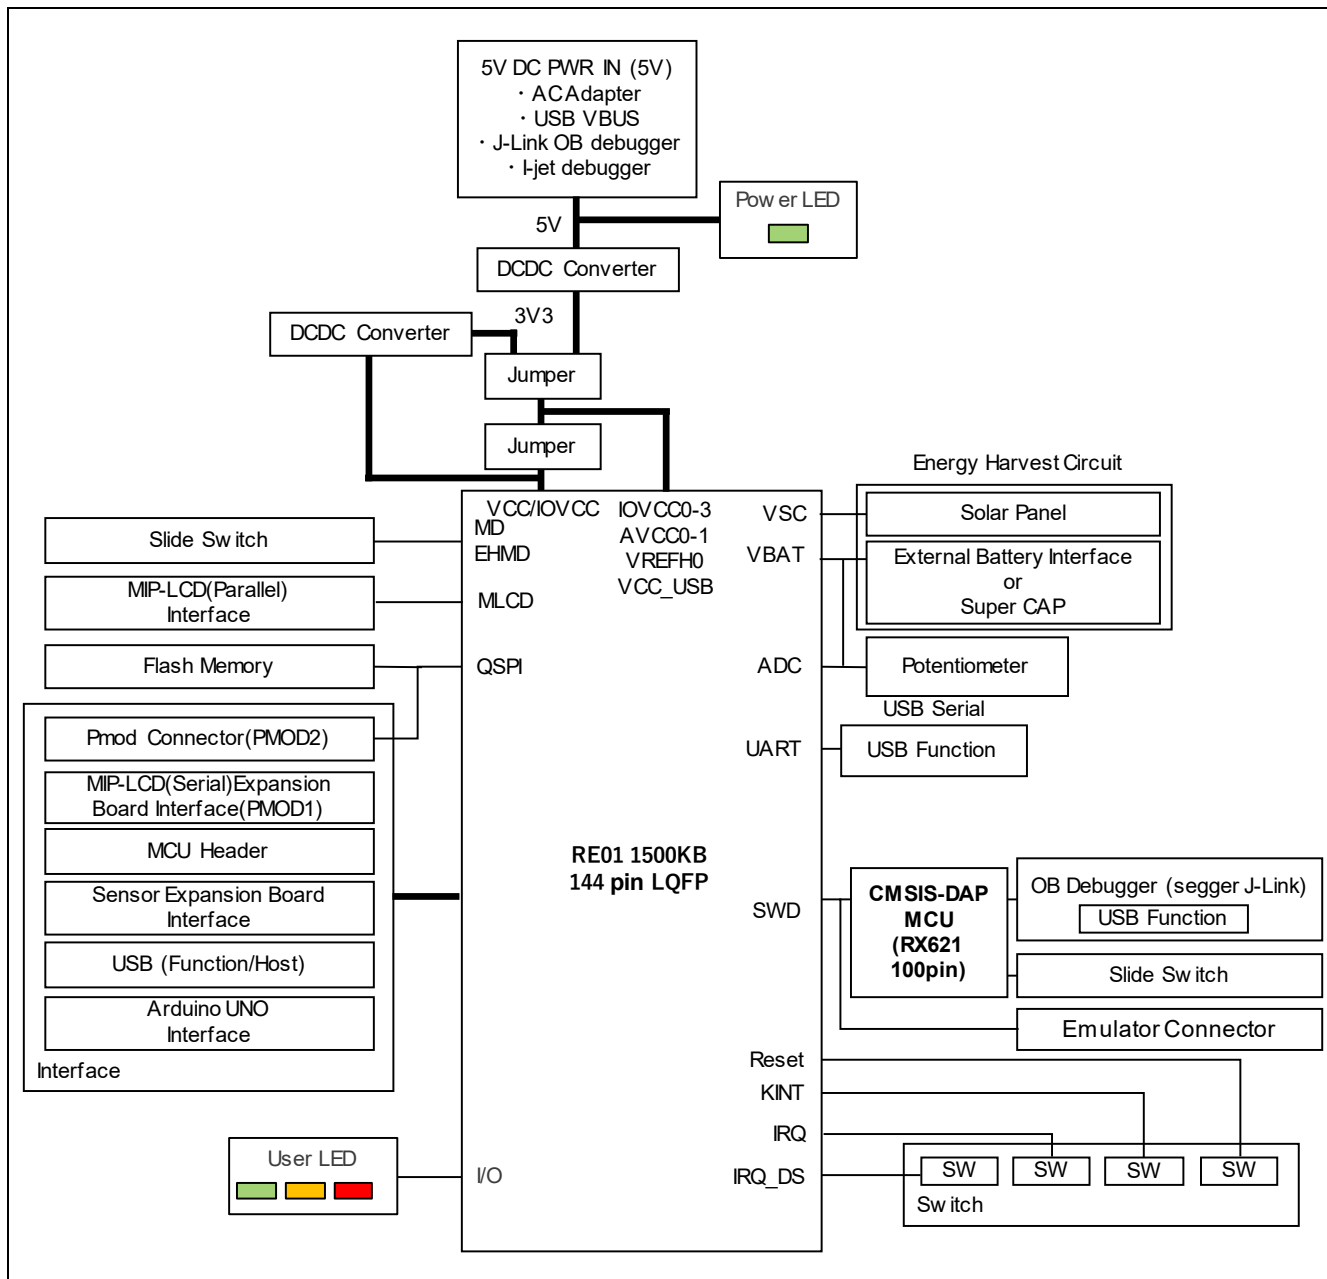 5V DC PWR IN (5V)
・AC Adapter
・USB VBUS
・J-Link OB debugger
・I-jet debugger
Power LED
5V
DCDC Converter
3V3
DCDC Converter
Jumper
Jumper
Energy Harvest Circuit
VCC/IOVCC
IOVCC0-3
AVCC0-1
VREFH0
VCC_USB
VSC
Solar Panel
Slide Switch
MD
EHMD
VBAT
External Battery Interface
or
Super CAP
MIP-LCD(Parallel)
Interface
MLCD
Flash Memory
QSPI
ADC
Potentiometer
USB Serial
Pmod Connector(PMOD2)
UART
USB Function
MIP-LCD(Serial)Expansion
Board Interface(PMOD1)
MCU Header
RE01 1500KB
144 pin LQFP
Sensor Expansion Board
Interface
SWD
CMSIS-DAP
MCU
(RX621
100pin)
OB Debugger (segger J-Link)
USB Function
USB (Function/Host)
Slide Switch
Arduino UNO
Interface
Emulator Connector
Interface
Reset
KINT
IRQ
User LED
I/O
IRQ_DS
SW
SW
SW
SW
Switch